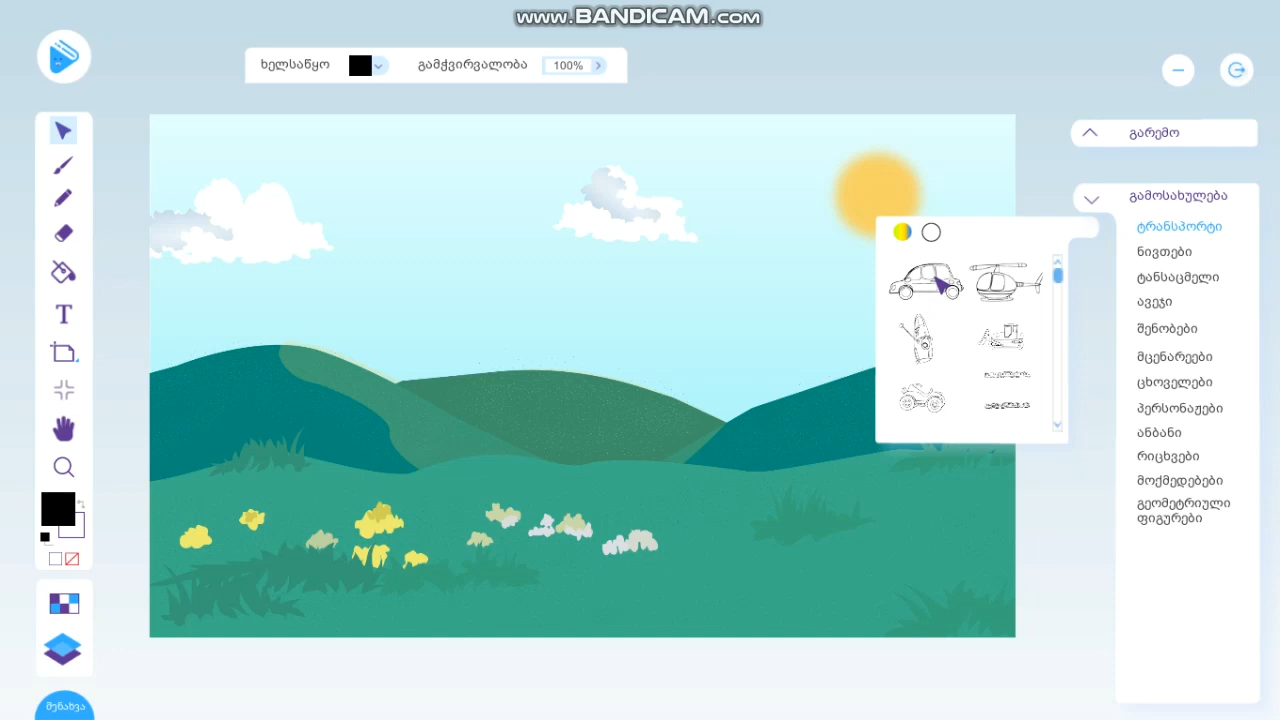 www.BANDICAM.com
ხელსაწყო
გამჭვირვალობა
100%
გარემო
გამოსახულება
ტრანსპორტი
ნივთები
ტანსაცმელი
ავეჯი
შენობები
მცენარეები
ცხოველები
პერსონაჟები
ანბანი
რიცხვები
მოქმედებები
გეომეტრიული
ფიგურები
T
შენახვა